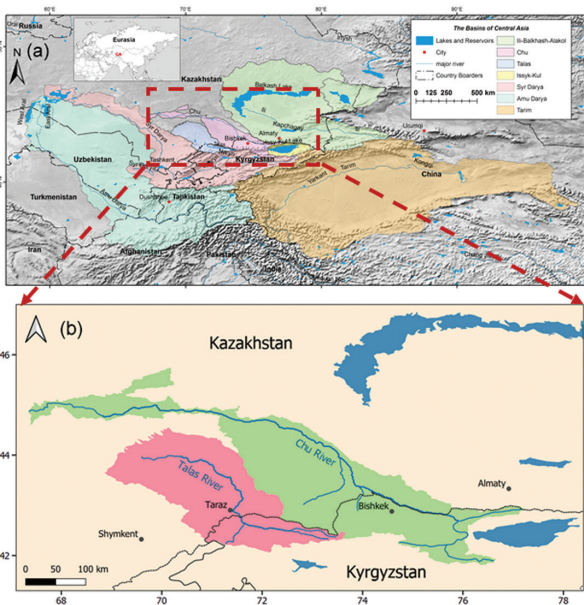 60°E
70°E
80°E
90°E
Russia
(a)
Eurasia
CA
N
Kazakhstan
The Basins of Central Asia
Lakes and Reservoirs
City
major river
Country Boarders
0 125 250 500 km
Ili-Balkhash-Alakol
Chu
Talas
Issyk-Kul
Syr Darya
Amu Darya
Tarim
Balkash Lake
Ili
Kapchagay
Urumqi
West Aral
East Aral
Syr Darya
Bishkek
Almaty
Uzbekistan
Tashkent
Kyrgyzstan
Tarim
Yarkant
China
Turkmenistan
Amu Darya
Dushanbe
Tajikistan
Iran
Afghanistan
Pakistan
India
(b)
Kazakhstan
46
44
42
Chu River
Talas River
Taraz
Bishkek
Almaty
Shymkent
Kyrgyzstan
0 50 100 km
68 70 72 74 76 78